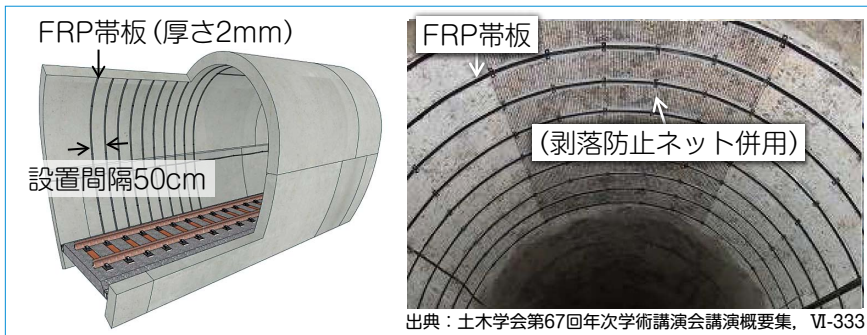 FRP帯板(厚さ2mm)
設置間隔50cm
FRP帯板
(剥落防止ネット併用)
出典：土木学会第67回年次学術講演会講演概要集， Ⅵ-333